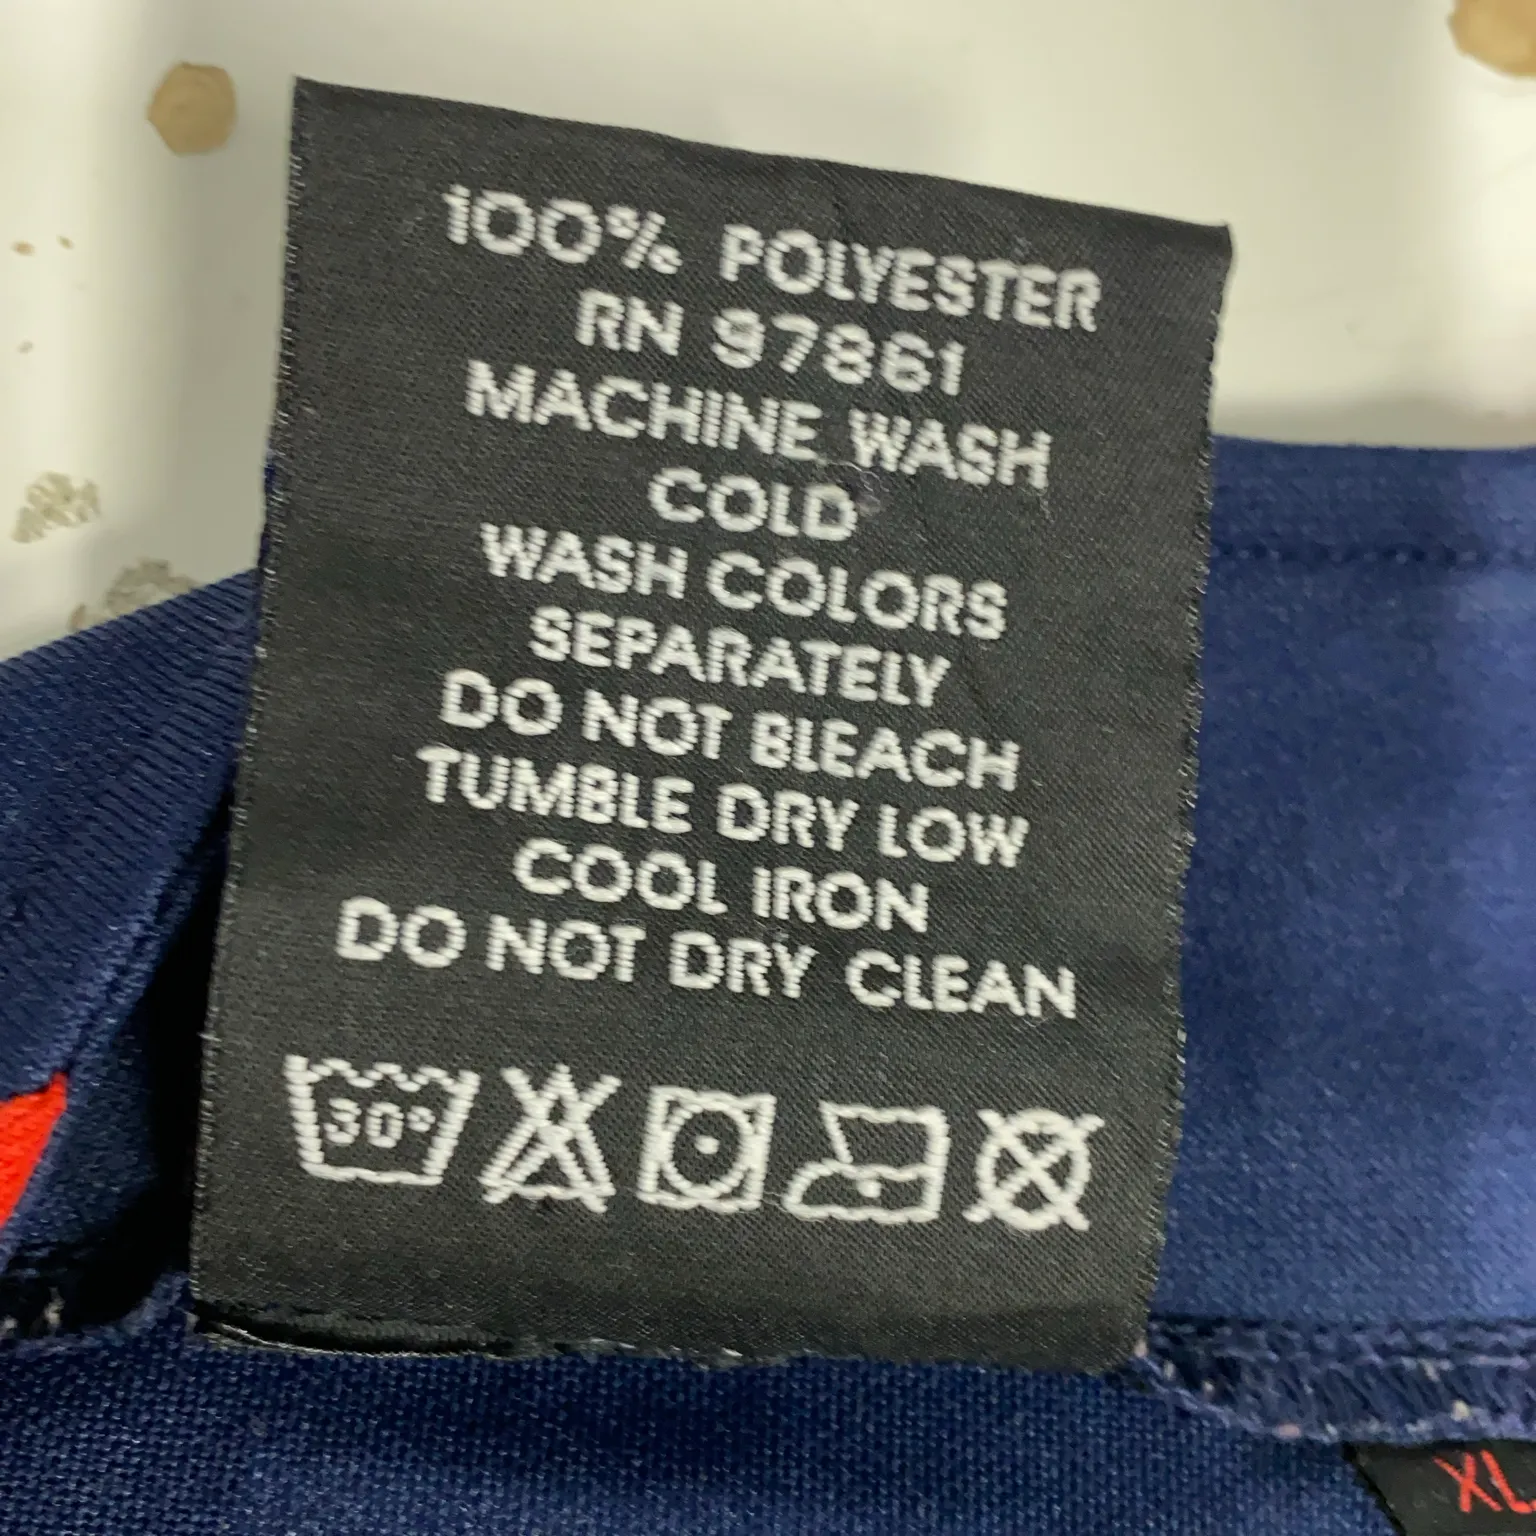 100% POLYESTER
RN 97861
MACHINE WASH
COLD
WASH COLORS
SEPARATELY
DO NOT BLEACH
TUMBLE DRY LOW
COOL IRON
DO NOT DRY CLEAN
30°
XL